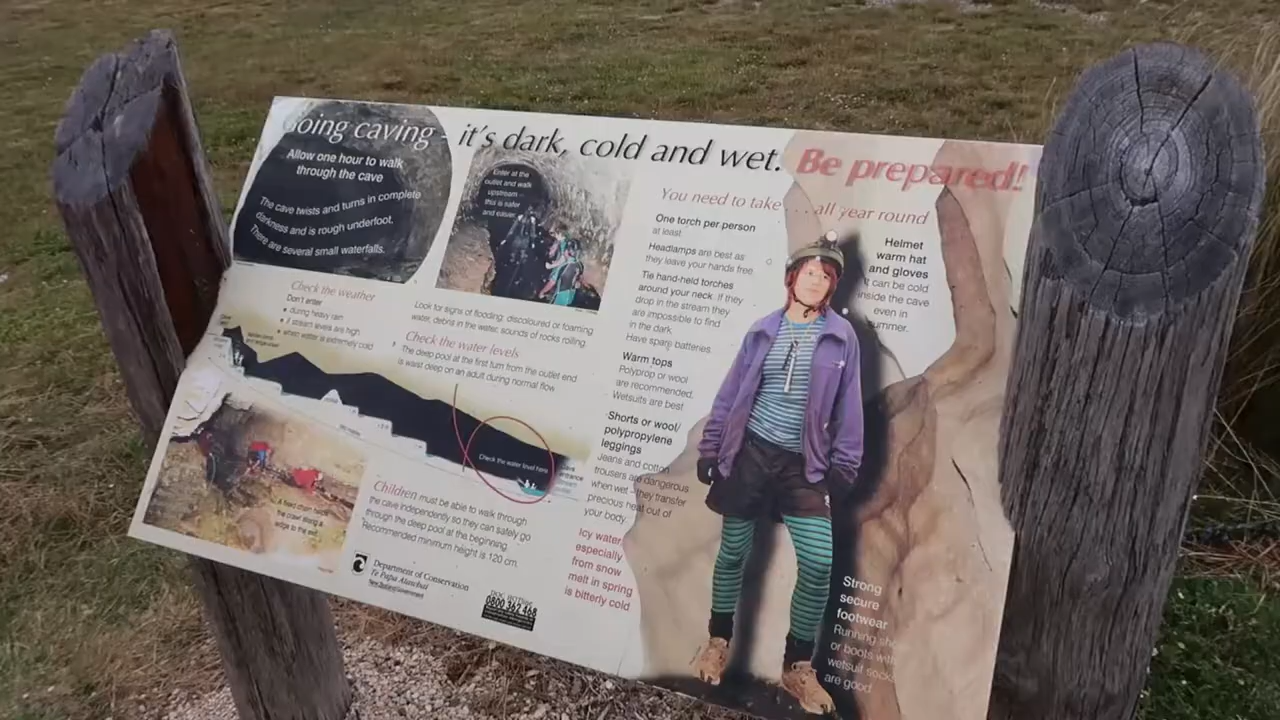 Going caving - it's dark, cold and wet. Be prepared!
Allow one hour to walk
through the cave
The cave twists and turns in complete
darkness and is rough underfoot.
There are several small waterfalls.
Enter at the
outlet and walk
upstream
this is safer
and easier
You need to take all year round
One torch per person
at least
Headlamps are best as
they leave your hands free
Tie hand-held torches
around your neck. If they
drop in the stream they
are impossible to find
in the dark.
Have spare batteries.
Warm tops
Polyprop or wool
are recommended.
Wetsuits are best
Shorts or wool/
polypropylene
leggings
Jeans and cotton
trousers are dangerous
when wet - they transfer
precious heat out of
your body.
Icy water
especially
from snow
melt in spring
is bitterly cold
Helmet
warm hat
and gloves
it can be cold
inside the cave
even in
summer.
Strong
secure
footwear
Running
or boots with
wetsuit socks
are good
Check the weather
Don't enter
during heavy rain
if stream levels are high
water is extremely cold
Look for signs of flooding: discoloured or foaming
water, debris in the water, sounds of rocks rolling
Check the water levels
The deep pool at the first turn from the outlet end
is waist deep on an adult during normal flow
Check the water level here
Cave
entrance
A fixed chain
the crawl along a
Children must be able to walk through
the cave independently so they can safely go
through the deep pool at the beginning.
Recommended minimum height is 120 cm.
Department of Conservation
Te Papa Atawhai
New Zealand Government
DOC HOTline
0800 362 468